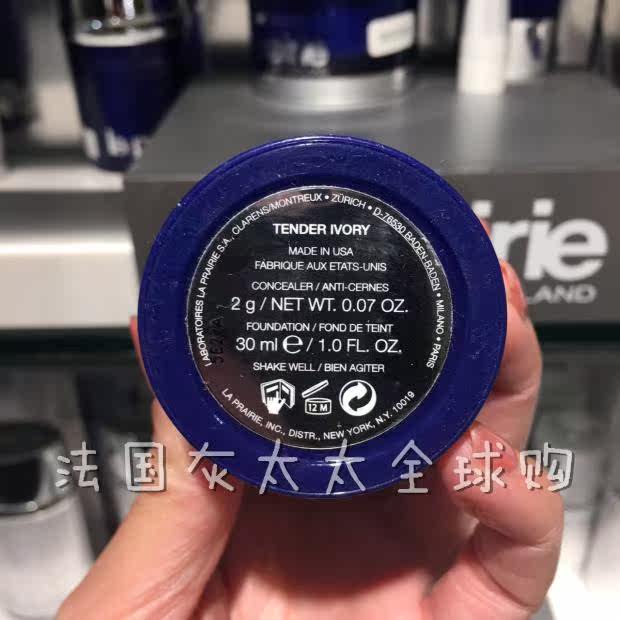 LABORATOIRES LA PRAIRIE S.A., CLARENS/MONTREUX • ZÜRICH • D-76530 BADEN BADEN • MILANO • PARIS
TENDER IVORY
MADE IN USA
FABRIQUE AUX ETATS-UNIS
CONCEALER / ANTI-CERNES
2 g / NET WT. 0.07 OZ.
FOUNDATION / FOND DE TEINT
30 ml e / 1.0 FL. OZ.
SHAKE WELL / BIEN AGITER
12 M
LA PRAIRIE, INC., DISTR., NEW YORK, N.Y. 10019
irie
LAND
法国灰太太全球购